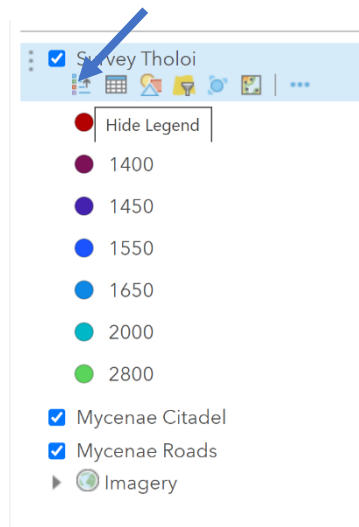 Survey Tholoi
Hide Legend
1400
1450
1550
1650
2000
2800
Mycenae Citadel
Mycenae Roads
Imagery